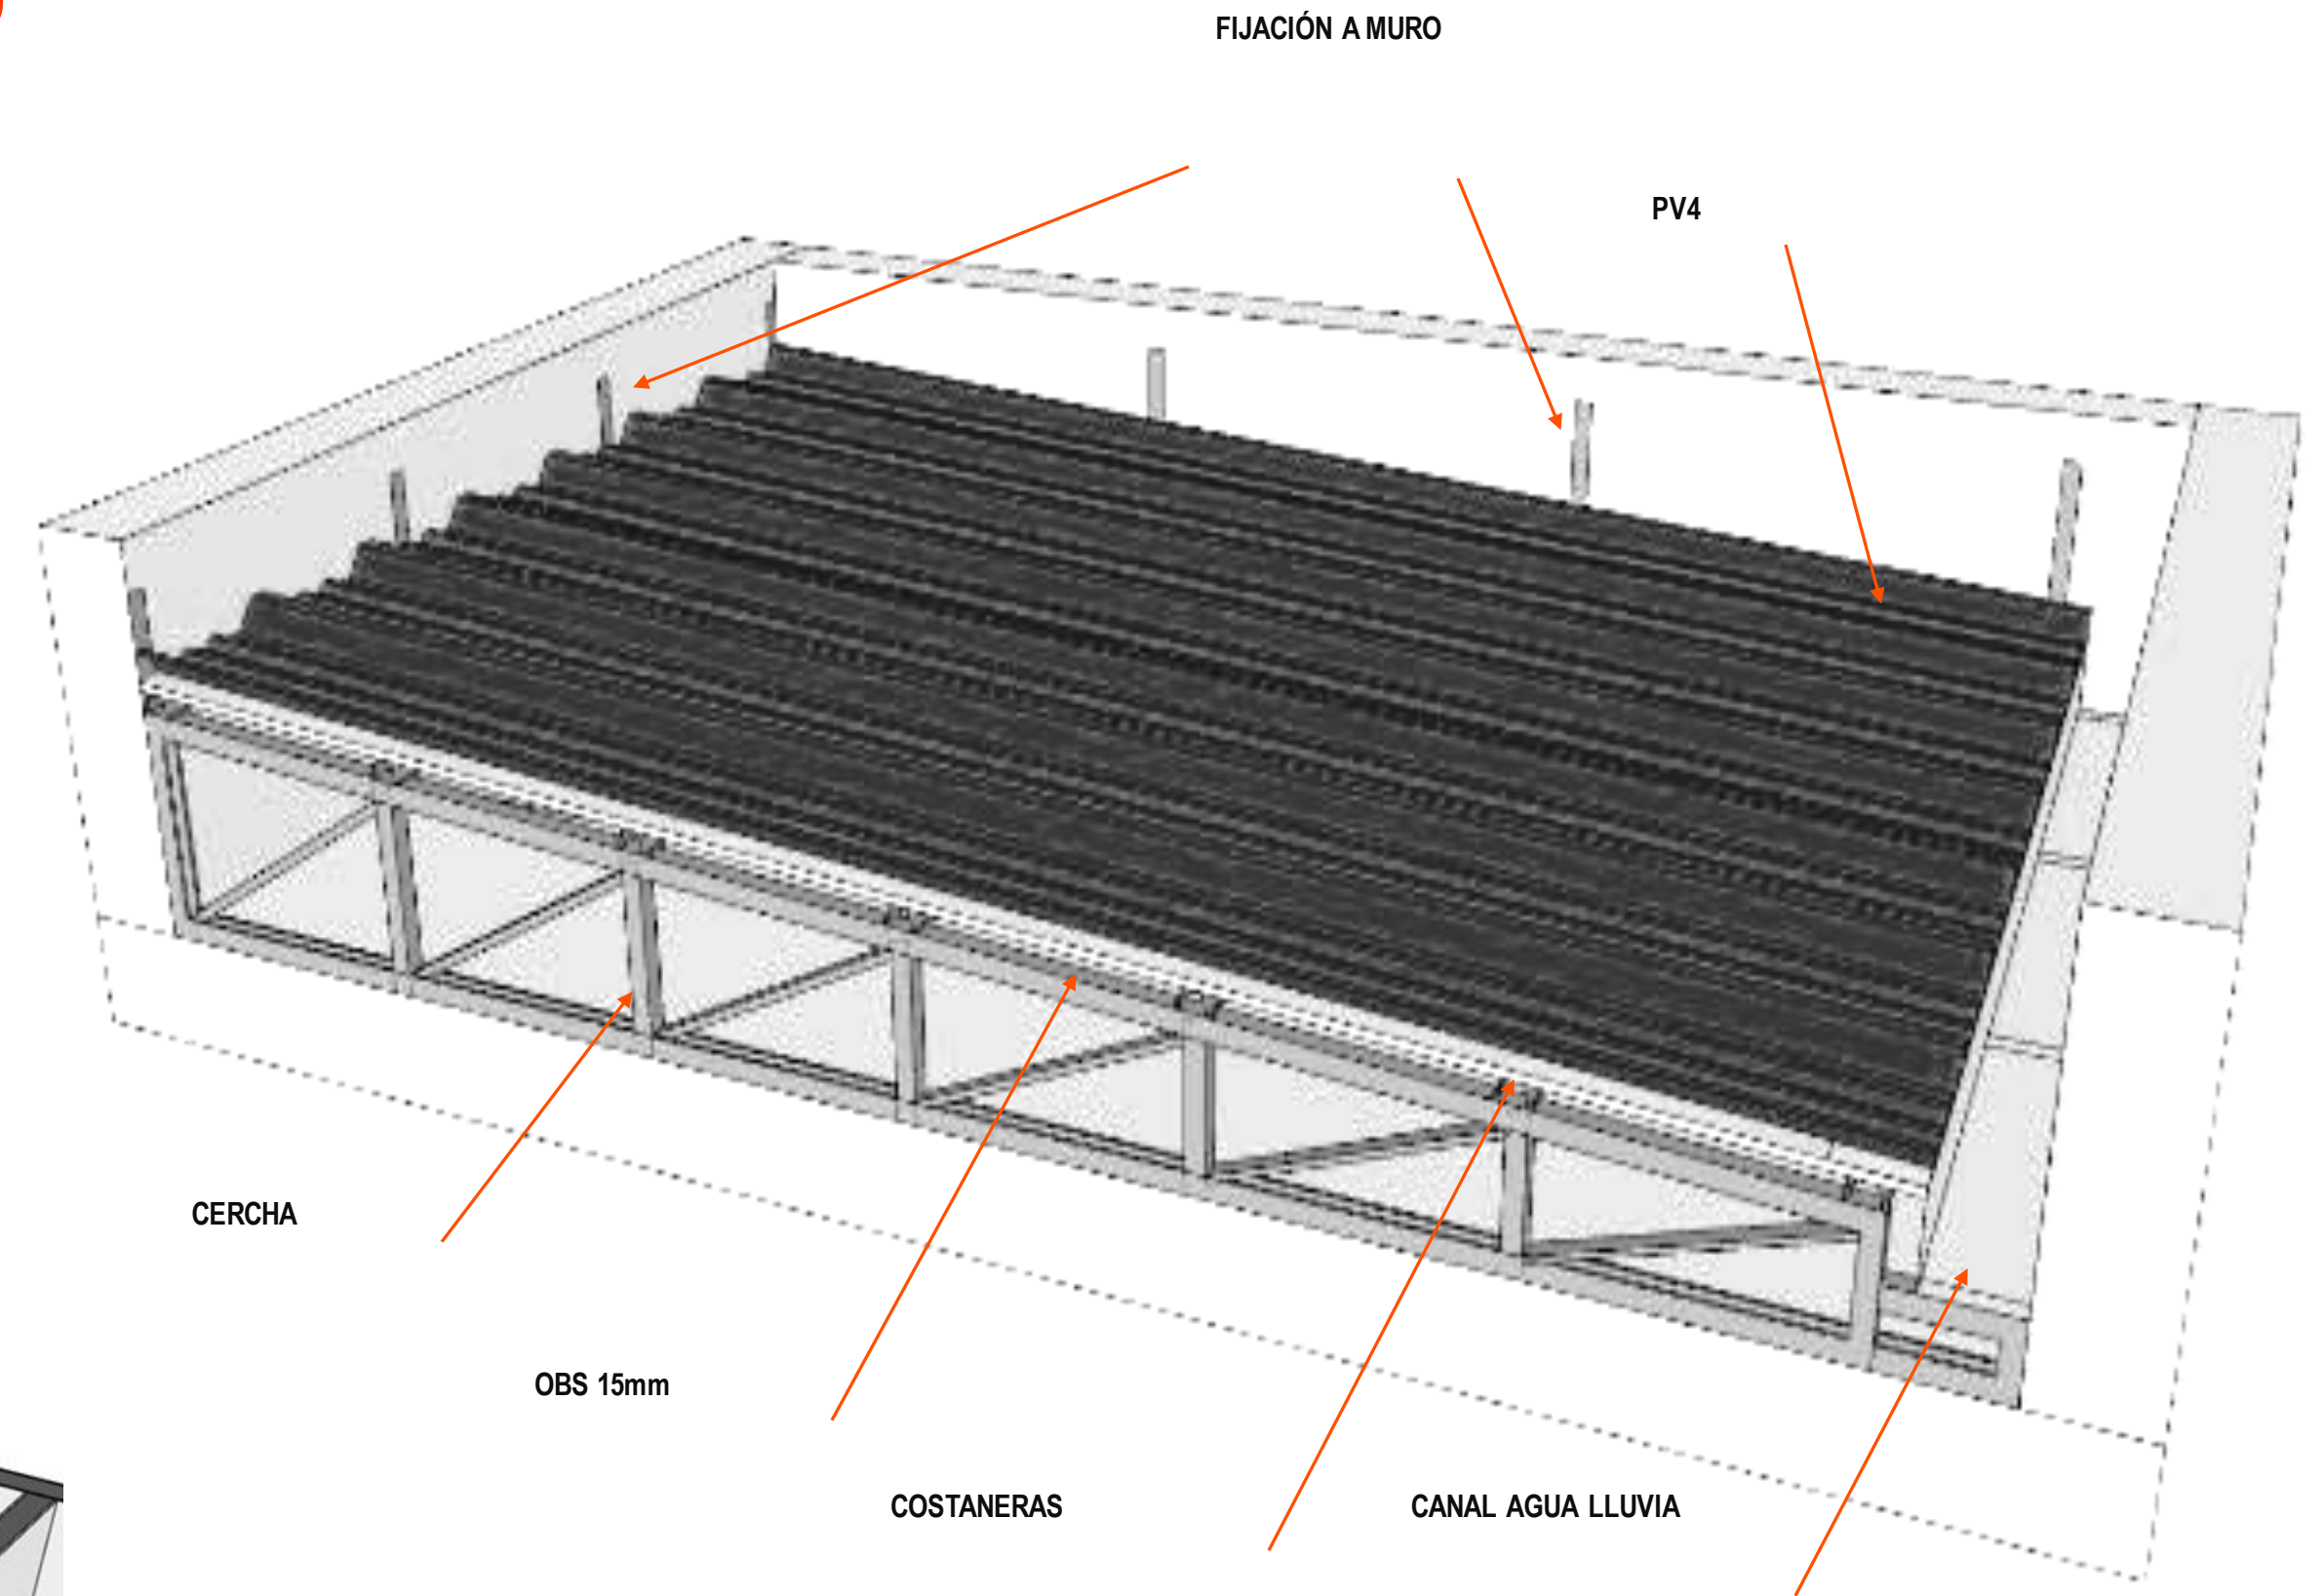 FIJACIÓN A MURO
PV4
CERCHA
OBS 15mm
COSTANERAS
CANAL AGUA LLUVIA